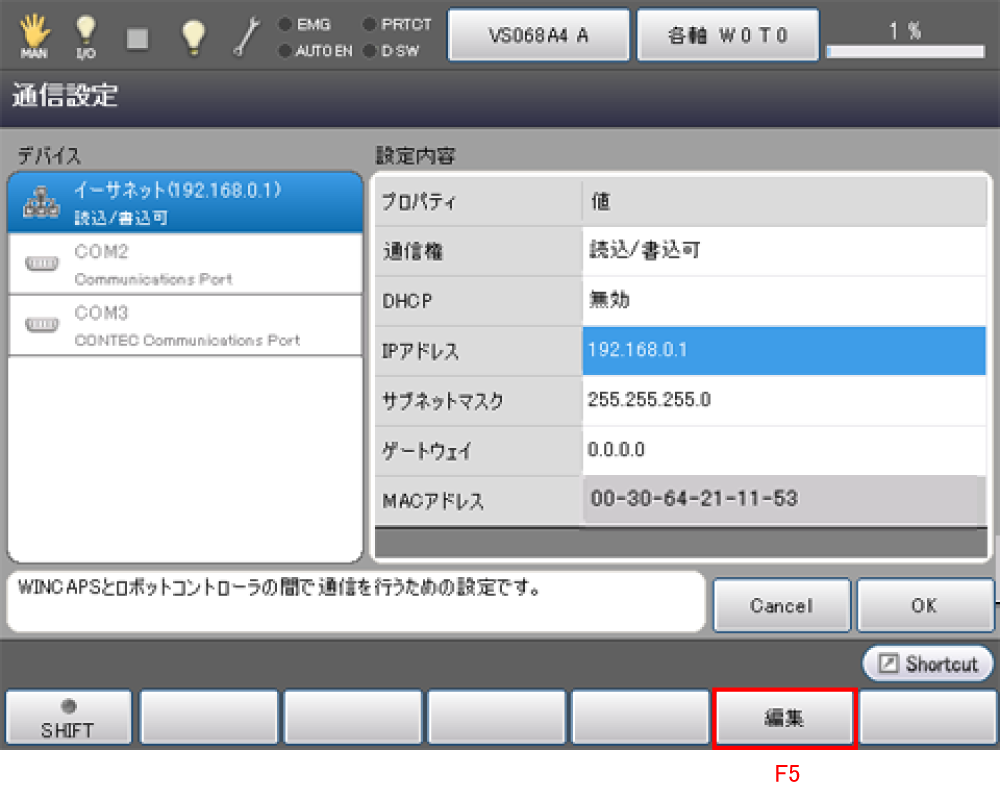 MAN
I/O
EMG
AUTO EN
PRTCT
D SW
VS068A4 A
各軸 W 0 T 0
1 %
通信設定
デバイス
イーサネット(192.168.0.1)
読込/書込可
COM2
Communications Port
COM3
CONTEC Communications Port
設定内容
プロパティ 値
通信権 読込/書込可
DHCP 無効
IPアドレス 192.168.0.1
サブネットマスク 255.255.255.0
ゲートウェイ 0.0.0.0
MACアドレス 00-30-64-21-11-53
WINCAPSとロボットコントローラの間で通信を行うための設定です。
Cancel
OK
Shortcut
SHIFT
編集
F5